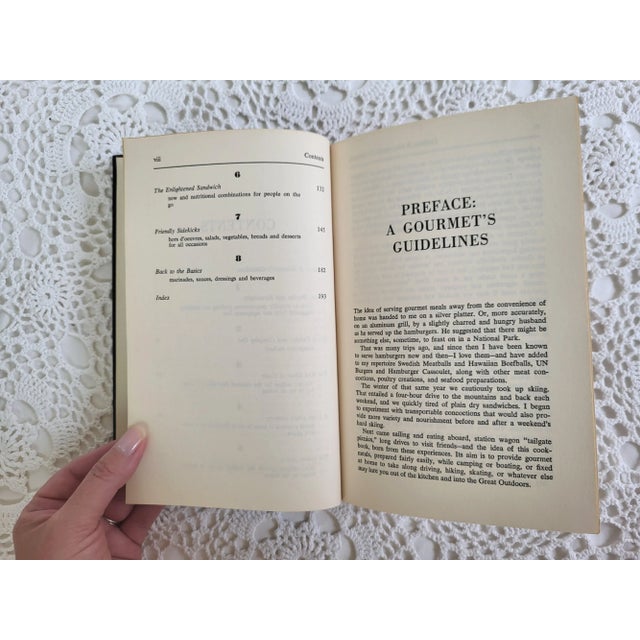 viii Contents
6
The Enlightened Sandwich 131
new and nutritional combinations for people on the
go
7
Friendly Sidekicks 145
hors d'oeuvres, salads, vegetables, breads and desserts
for all occasions
8
Back to the Basics 182
marinades, sauces, dressings and beverages
Index 193
PREFACE:
A GOURMET'S
GUIDELINES
The idea of serving gourmet meals away from the convenience of
home was handed to me on a silver platter. Or, more accurately,
on an aluminum grill, by a slightly charred and hungry husband
as he served up the hamburgers. He suggested that there might be
something else, sometime, to feast on in a National Park.
That was many trips ago, and since then I have been known
to serve hamburgers now and then—I love them—and have added
to my repertoire Swedish Meatballs and Hawaiian Beefballs, UN
Burgers and Hamburger Cassoulet, along with other meat con-
coctions, poultry creations, and seafood preparations.
The winter of that same year we cautiously took up skiing.
That entailed a four-hour drive to the mountains and back each
weekend, and we quickly tired of plain dry sandwiches. I began
to experiment with transportable concoctions that would also pro-
vide more variety and nourishment before and after a weekend's
hard skiing.
Next came sailing and eating aboard, station wagon "tailgate
picnics," long drives to visit friends—and the idea of this cook-
book, born from these experiences. Its aim is to provide gourmet
meals, prepared fairly easily, while camping or boating, or fixed
at home to take along driving, hiking, skating, or whatever else
may lure you out of the kitchen and into the Great Outdoors.